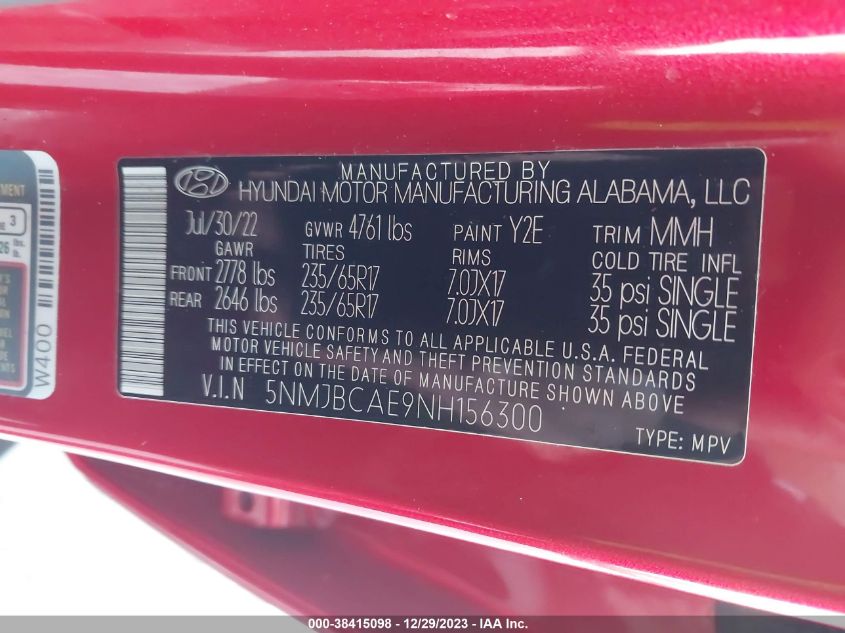 MANUFACTURED BY
HYUNDAI MOTOR MANUFACTURING ALABAMA, LLC
Jul/30/22 GVWR 4761 lbs PAINT Y2E TRIM MMH
GAWR TIRES RIMS COLD TIRE INFL
FRONT 2778 lbs 235/65R17 7.0JX17 35 psi SINGLE
REAR 2646 lbs 235/65R17 7.0JX17 35 psi SINGLE
THIS VEHICLE CONFORMS TO ALL APPLICABLE U.S.A. FEDERAL
MOTOR VEHICLE SAFETY AND THEFT PREVENTION STANDARDS
IN EFFECT ON THE DATE OF MANUFACTURE SHOWN ABOVE
V.I.N 5NMJBCAE9NH156300
TYPE: MPV
3
lbs.
W400
000-38415098 - 12/29/2023 - IAA